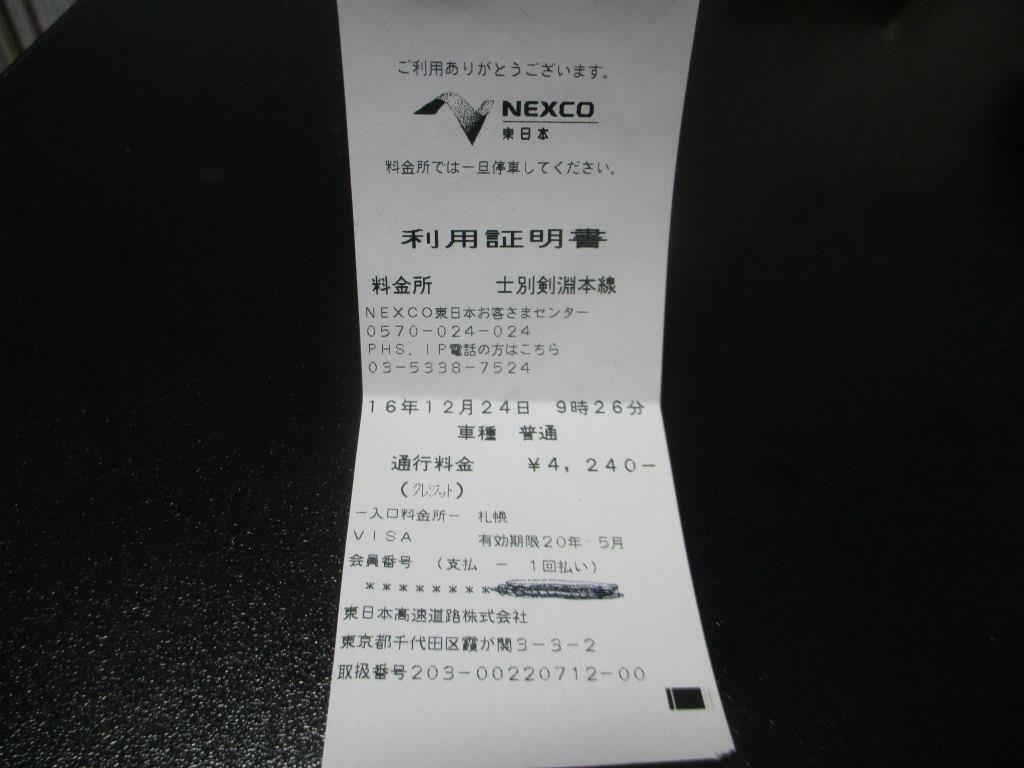 ご利用ありがとうございます。
NEXCO
東日本
料金所では一旦停車してください。
利用証明書
料金所 士別剣淵本線
NEXCO東日本お客さまセンター
0570-024-024
PHS、IP電話の方はこちら
03-5338-7524
16年12月24日 9時26分
車種 普通
通行料金 ¥4,240-
(クレジット)
-入口料金所- 札幌
VISA 有効期限20年 5月
会員番号 (支払 - 1回払い)
********
東日本高速道路株式会社
東京都千代田区霞が関3-3-2
取扱番号203-00220712-00